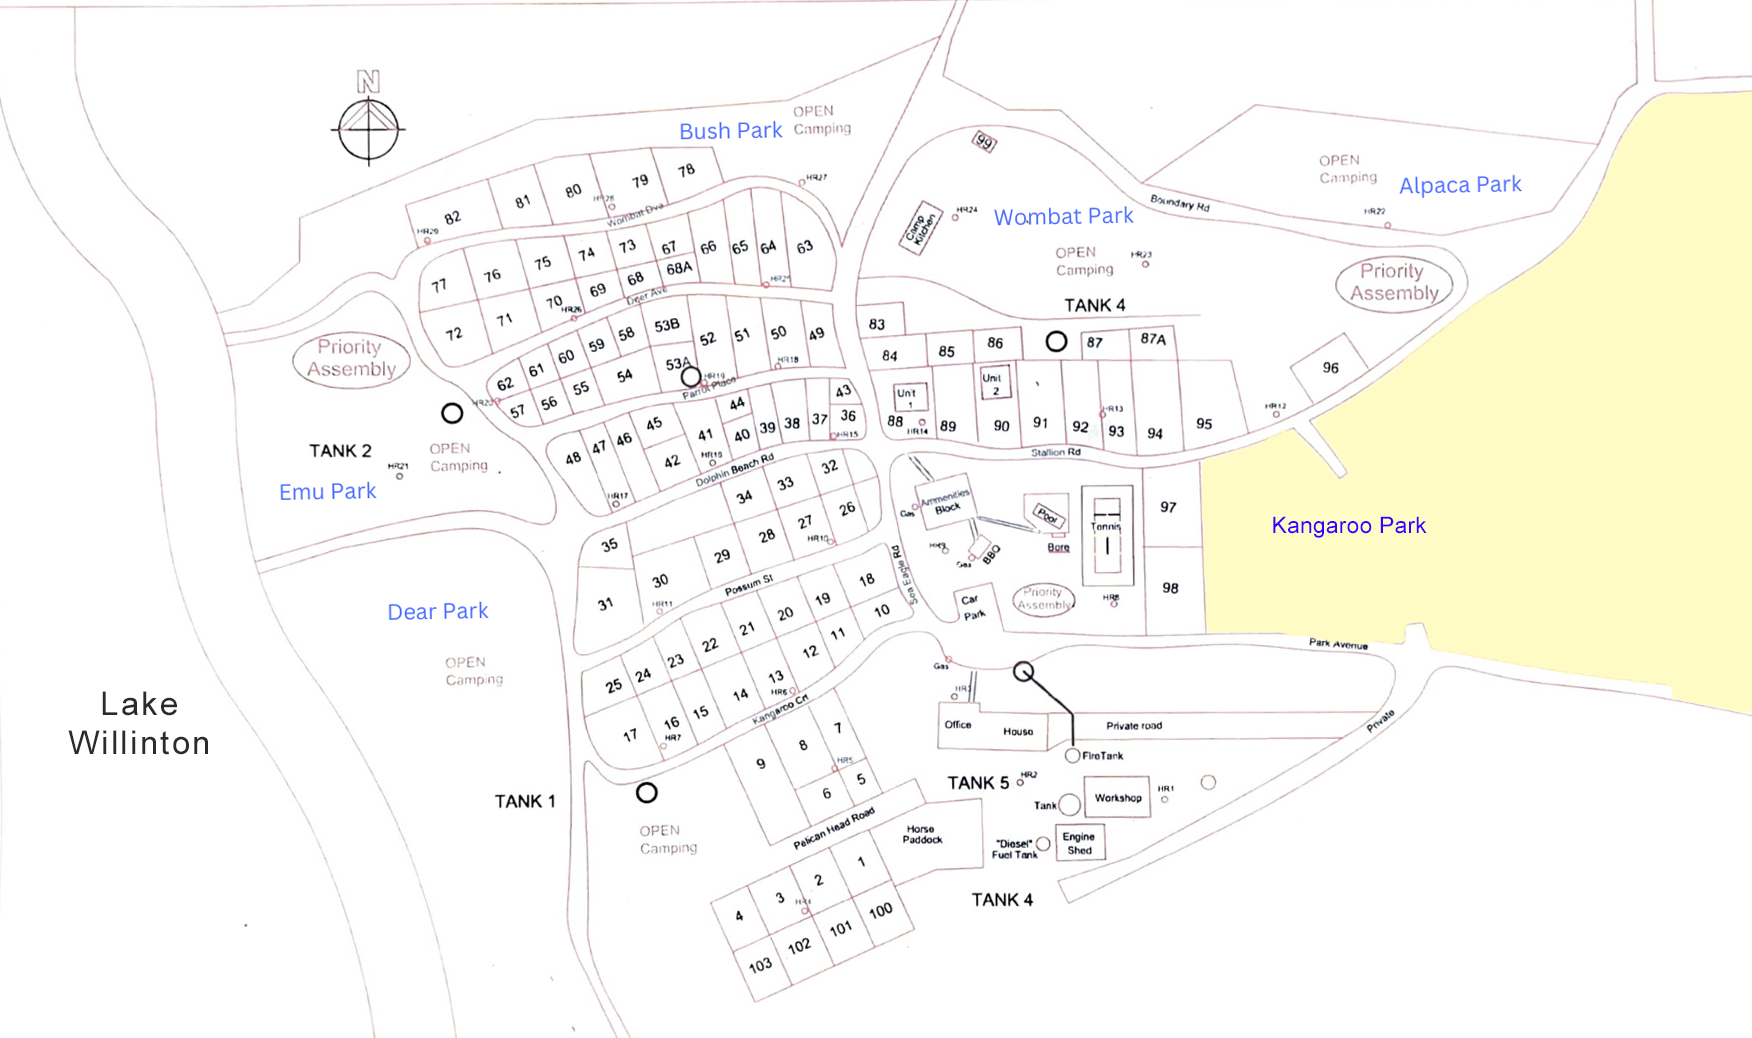 N
OPEN
Camping
Bush Park
99
78
79
80
81
82
HR27
HR28
HR29
Wombat Dve
OPEN
Camping
Alpaca Park
HR22
Boundary Rd
HR24
Camp
Kitchen
Wombat Park
OPEN
Camping
HR23
Priority
Assembly
TANK 4
77
76
75
74
73
67
66
65
64
63
68A
68
69
70
71
72
HR25
HR26
Deer Ave
Priority
Assembly
62
61
60
59
58
53B
52
51
50
49
53A
54
55
56
57
HR18
HR19
HR20
Parrot Place
83
84
85
86
87
87A
Unit
1
Unit
2
88
89
90
91
92
93
94
95
96
HR14
HR13
HR12
Stallion Rd
TANK 2
OPEN
Camping
HR21
Emu Park
48
47
46
45
44
43
42
41
40
39
38
37
36
HR15
HR16
HR17
Dolphin Beach Rd
32
33
34
35
26
27
28
29
30
31
HR10
HR11
Possum St
Sea Eagle Rd
Ammenities
Block
Gas
HR9
Gas
BBQ
Pool
Bore
Tennis
97
98
HR8
Priority
Assembly
Car
Park
Kangaroo Park
Park Avenue
Dear Park
OPEN
Camping
18
19
20
21
22
23
24
25
10
11
12
13
14
15
16
17
HR6
HR7
Kangaroo Crt
Lake
Willinton
Gas
HR3
Office
House
Private road
Private
Fire Tank
TANK 5
HR2
Tank
Workshop
HR1
"Diesel"
Fuel Tank
Engine
Shed
TANK 4
TANK 1
OPEN
Camping
9
8
7
6
5
HR5
Pelican Head Road
Horse
Paddock
4
3
2
1
HR4
103
102
101
100